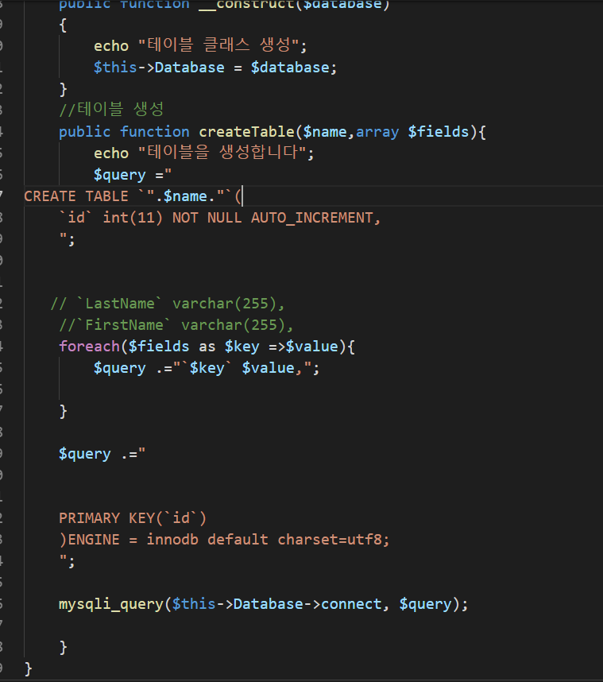 public function __construct($database)
{
echo "테이블 클래스 생성";
$this->Database = $database;
}
//테이블 생성
public function createTable($name,array $fields){
echo "테이블을 생성합니다";
$query ="
CREATE TABLE `".$name."`(
`id` int(11) NOT NULL AUTO_INCREMENT,
";
// `LastName` varchar(255),
//`FirstName` varchar(255),
foreach($fields as $key =>$value){
$query .="`$key` $value,";
}
$query .="
PRIMARY KEY(`id`)
)ENGINE = innodb default charset=utf8;
";
mysqli_query($this->Database->connect, $query);
}
}